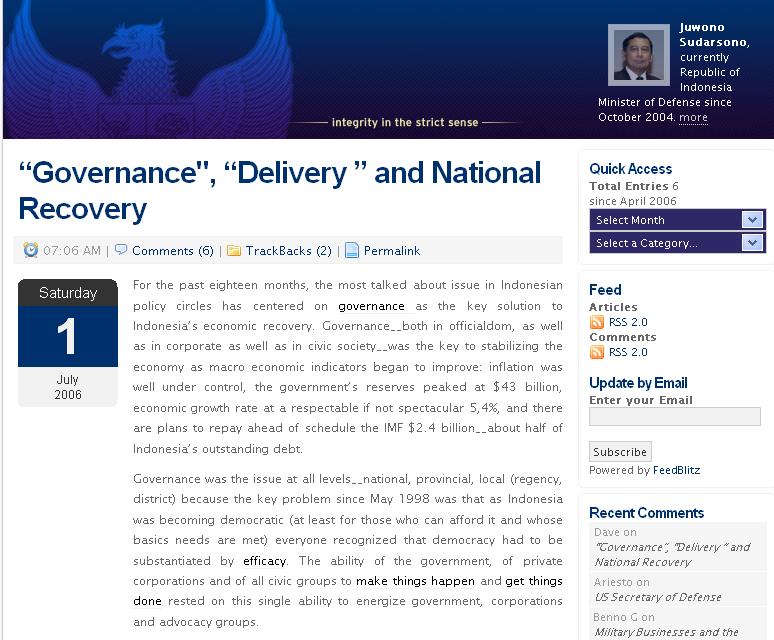 Juwono
Sudarsono,
currently
Republic of
Indonesia
Minister of Defense since
October 2004. more
integrity in the strict sense
“Governance", “Delivery ” and National
Recovery
07:06 AM | Comments (6) | TrackBacks (2) | Permalink
Saturday
1
July
2006
For the past eighteen months, the most talked about issue in Indonesian
policy circles has centered on governance as the key solution to
Indonesia’s economic recovery. Governance__both in officialdom, as well
as in corporate as well as in civic society__was the key to stabilizing the
economy as macro economic indicators began to improve: inflation was
well under control, the government’s reserves peaked at $43 billion,
economic growth rate at a respectable if not spectacular 5,4%, and there
are plans to repay ahead of schedule the IMF $2.4 billion__about half of
Indonesia’s outstanding debt.
Governance was the issue at all levels__national, provincial, local (regency,
district) because the key problem since May 1998 was that as Indonesia
was becoming democratic (at least for those who can afford it and whose
basics needs are met) everyone recognized that democracy had to be
substantiated by efficacy. The ability of the government, of private
corporations and of all civic groups to make things happen and get things
done rested on this single ability to energize government, corporations
and advocacy groups.
Quick Access
Total Entries 6
since April 2006
Select Month
Select a Category...
Feed
Articles
RSS 2.0
Comments
RSS 2.0
Update by Email
Enter your Email
Subscribe
Powered by FeedBlitz
Recent Comments
Dave on
“Governance", “Delivery ” and
National Recovery
Ariesto on
US Secretary of Defense
Benno G on
Military Businesses and the